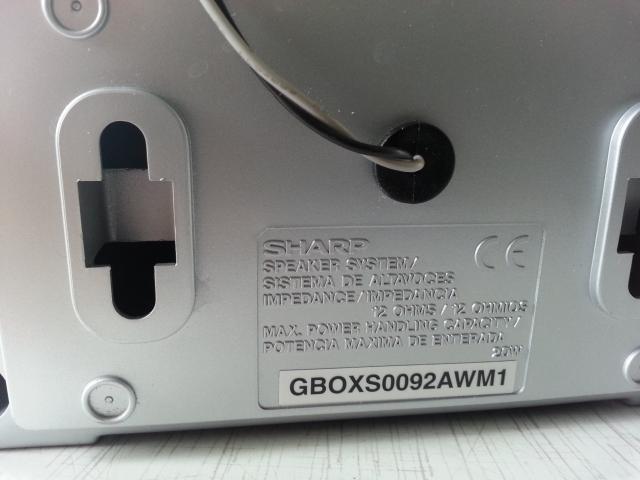 SHARP
CE
SPEAKER SYSTEM/
SISTEMA DE ALTAVOCES
IMPEDANCE/IMPEDANCIA
12 OHMS / 12 OHMIOS
MAX. POWER HANDLING CAPACITY/
POTENCIA MAXIMA DE ENTERADA
20W
GBOXS0092AWM1